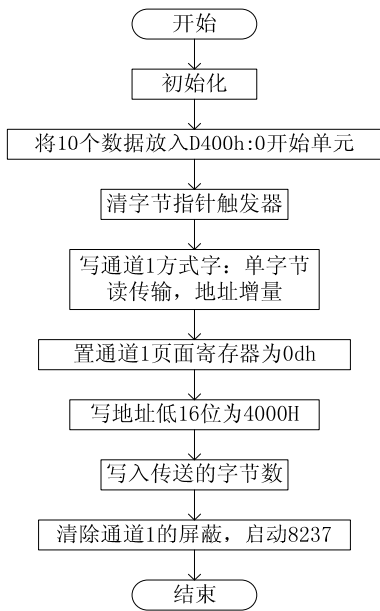 开始
初始化
将10个数据放入D400h:0开始单元
清字节指针触发器
写通道1方式字：单字节
读传输，地址增量
置通道1页面寄存器为0dh
写地址低16位为4000H
写入传送的字节数
清除通道1的屏蔽，启动8237
结束